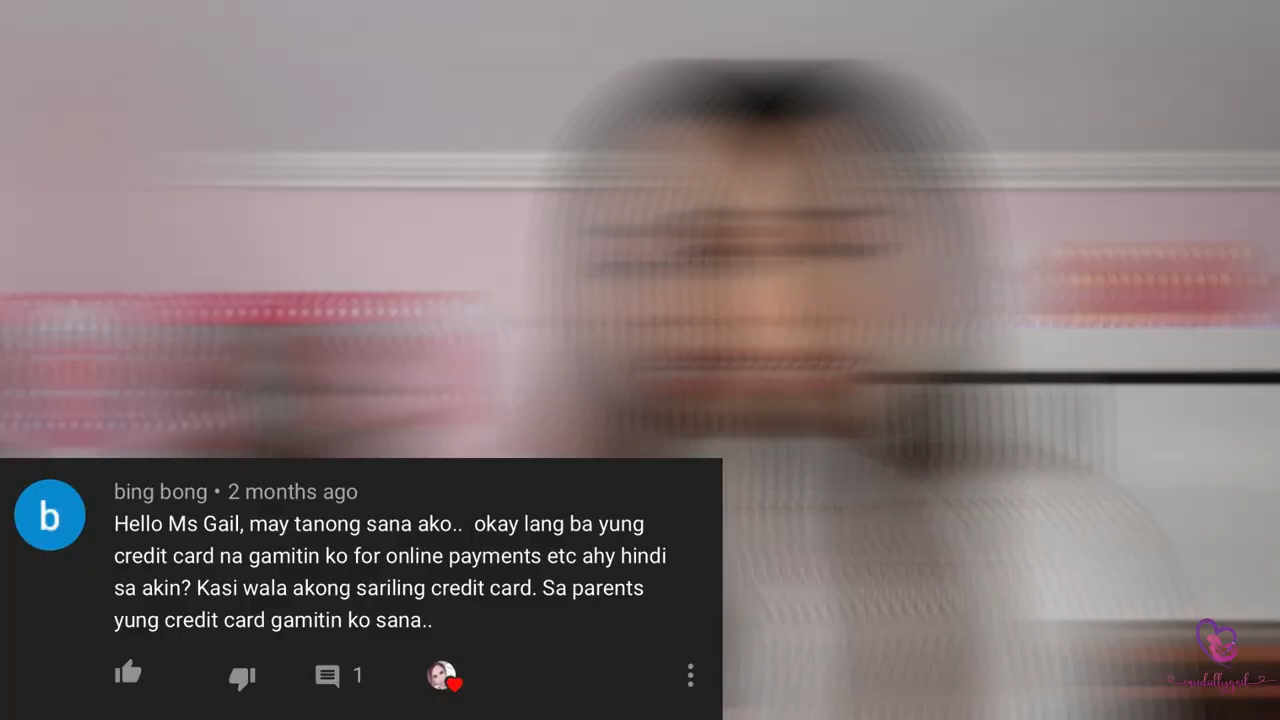 b
bing bong • 2 months ago
Hello Ms Gail, may tanong sana ako..  okay lang ba yung
credit card na gamitin ko for online payments etc ahy hindi
sa akin? Kasi wala akong sariling credit card. Sa parents
yung credit card gamitin ko sana..
1
candidlygail